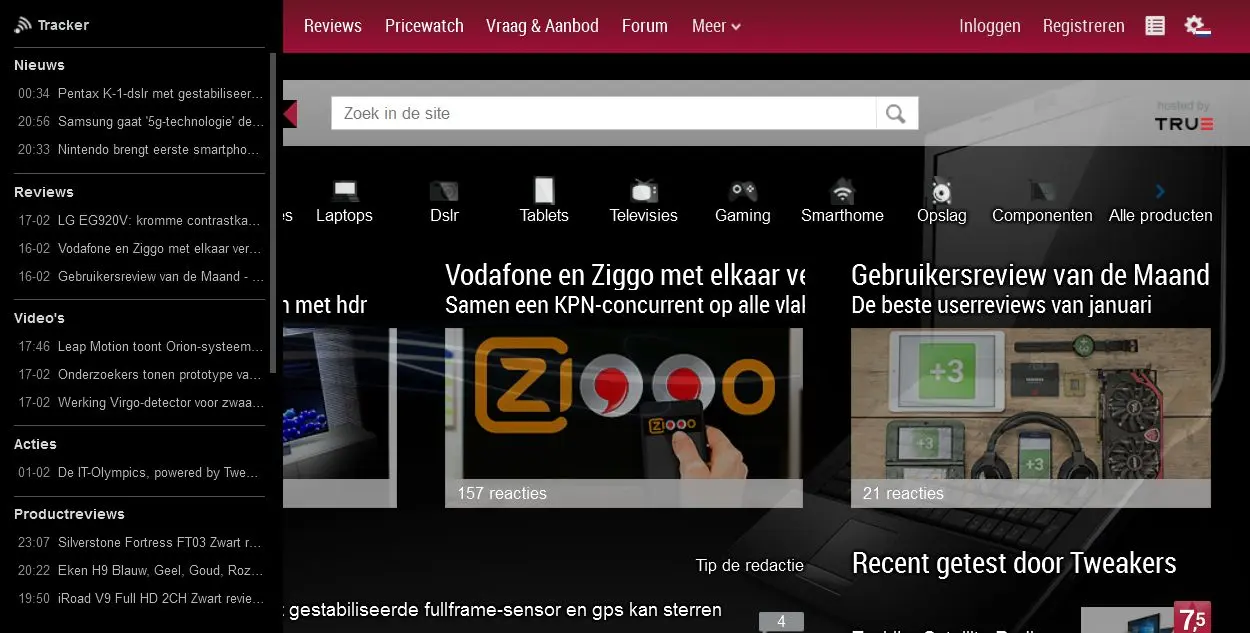 Tracker
Nieuws
00:34 Pentax K-1-dslr met gestabiliseer...
20:56 Samsung gaat '5g-technologie' de...
20:33 Nintendo brengt eerste smartpho...
Reviews
17-02 LG EG920V: kromme contrastka...
16-02 Vodafone en Ziggo met elkaar ver...
16-02 Gebruikersreview van de Maand - ...
Video's
17:46 Leap Motion toont Orion-systeem...
17-02 Onderzoekers tonen prototype va...
17-02 Werking Virgo-detector voor zwaa...
Acties
01-02 De IT-Olympics, powered by Twe...
Productreviews
23:07 Silverstone Fortress FT03 Zwart r...
20:22 Eken H9 Blauw, Geel, Goud, Roz...
19:50 iRoad V9 Full HD 2CH Zwart revie...
Reviews Pricewatch Vraag & Aanbod Forum Meer Inloggen Registreren
Zoek in de site
hosted by
TRUE
es Laptops Dslr Tablets Televisies Gaming Smarthome Opslag Componenten Alle producten
n met hdr
Vodafone en Ziggo met elkaar ve
Samen een KPN-concurrent op alle vlal
ziggo
ziggo
157 reacties
Gebruikersreview van de Maand
De beste userreviews van januari
+3
+3
+3
21 reacties
Tip de redactie
Recent getest door Tweakers
gestabiliseerde fullframe-sensor en gps kan sterren
4
7,5